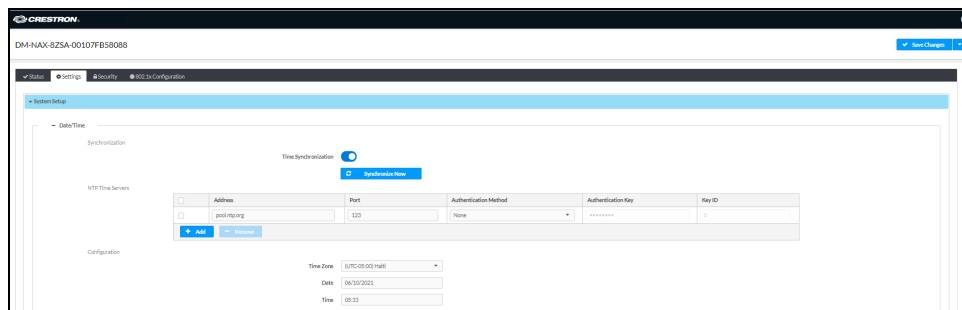 CRESTRON
DM-NAX-8ZSA-00107FB58088
Save Changes
Status Settings Security 802.1x Configuration
System Setup
Date/Time
Synchronization
Time Synchronization
Synchronize Now
NTP Time Servers
Address Port Authentication Method Authentication Key Key ID
pool.ntp.org 123 None ********
+ Add − Remove
Configuration
Time Zone (UTC-05:00) Haiti
Date 06/10/2021
Time 05:33